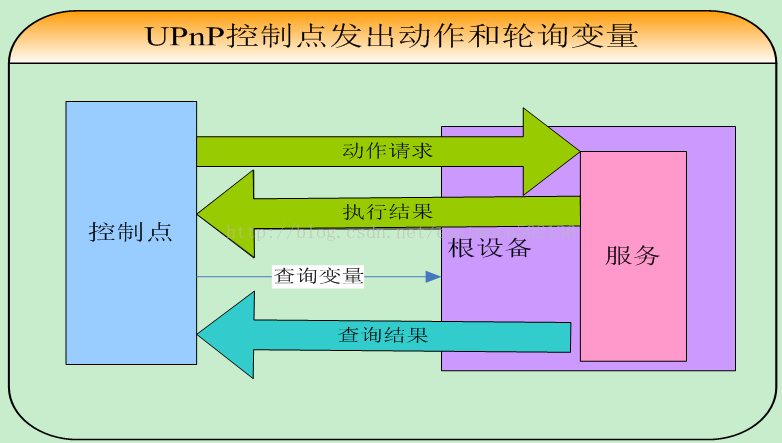 UPnP控制点发出动作和轮询变量
动作请求
执行结果
控制点
根设备
服务
查询变量
查询结果
http://blog.csdn.net/